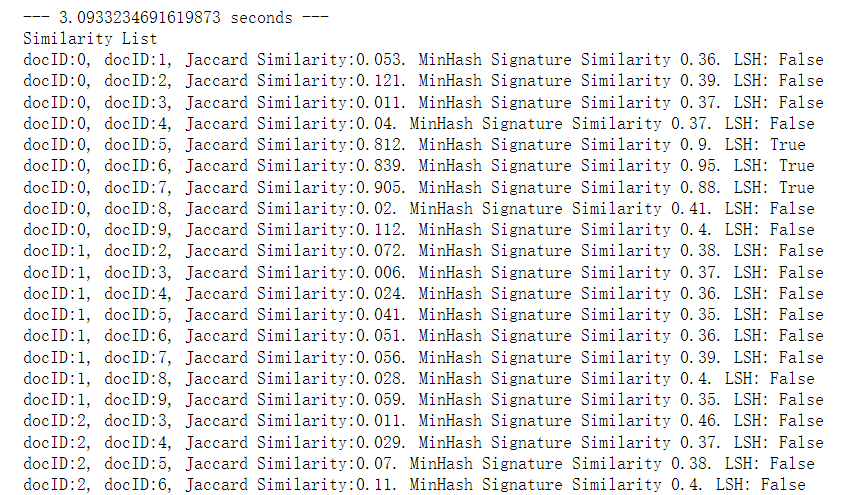 --- 3.0933234691619873 seconds ---
Similarity List
docID:0, docID:1, Jaccard Similarity:0.053. MinHash Signature Similarity 0.36. LSH: False
docID:0, docID:2, Jaccard Similarity:0.121. MinHash Signature Similarity 0.39. LSH: False
docID:0, docID:3, Jaccard Similarity:0.011. MinHash Signature Similarity 0.37. LSH: False
docID:0, docID:4, Jaccard Similarity:0.04. MinHash Signature Similarity 0.37. LSH: False
docID:0, docID:5, Jaccard Similarity:0.812. MinHash Signature Similarity 0.9. LSH: True
docID:0, docID:6, Jaccard Similarity:0.839. MinHash Signature Similarity 0.95. LSH: True
docID:0, docID:7, Jaccard Similarity:0.905. MinHash Signature Similarity 0.88. LSH: True
docID:0, docID:8, Jaccard Similarity:0.02. MinHash Signature Similarity 0.41. LSH: False
docID:0, docID:9, Jaccard Similarity:0.112. MinHash Signature Similarity 0.4. LSH: False
docID:1, docID:2, Jaccard Similarity:0.072. MinHash Signature Similarity 0.38. LSH: False
docID:1, docID:3, Jaccard Similarity:0.006. MinHash Signature Similarity 0.37. LSH: False
docID:1, docID:4, Jaccard Similarity:0.024. MinHash Signature Similarity 0.36. LSH: False
docID:1, docID:5, Jaccard Similarity:0.041. MinHash Signature Similarity 0.35. LSH: False
docID:1, docID:6, Jaccard Similarity:0.051. MinHash Signature Similarity 0.36. LSH: False
docID:1, docID:7, Jaccard Similarity:0.056. MinHash Signature Similarity 0.39. LSH: False
docID:1, docID:8, Jaccard Similarity:0.028. MinHash Signature Similarity 0.4. LSH: False
docID:1, docID:9, Jaccard Similarity:0.059. MinHash Signature Similarity 0.35. LSH: False
docID:2, docID:3, Jaccard Similarity:0.011. MinHash Signature Similarity 0.46. LSH: False
docID:2, docID:4, Jaccard Similarity:0.029. MinHash Signature Similarity 0.37. LSH: False
docID:2, docID:5, Jaccard Similarity:0.07. MinHash Signature Similarity 0.38. LSH: False
docID:2, docID:6, Jaccard Similarity:0.11. MinHash Signature Similarity 0.4. LSH: False